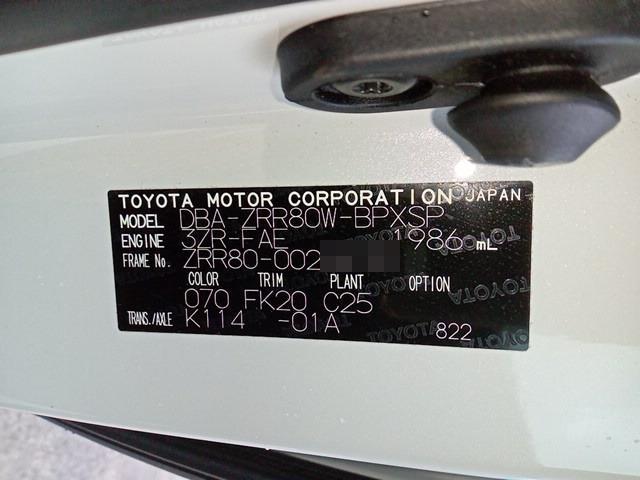 TOYOTA MOTOR CORPORATION JAPAN
MODEL DBA-ZRR80W-BPXSP
ENGINE 3ZR-FAE 1986 mL
FRAME No. ZRR80-002
COLOR TRIM PLANT OPTION
070 FK20 C25
TRANS./AXLE K114 -01A 822